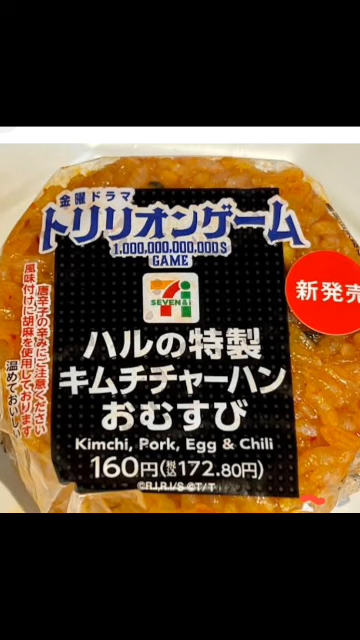 金曜ドラマ
トリリオンゲーム
1,000,000,000,000$
GAME
7
SEVEN&i
新発売
ハルの特製
キムチチャーハン
おむすび
Kimchi, Pork, Egg & Chili
160円(税込172.80円)
唐辛子の辛みにご注意ください
風味付けに胡麻を使用しております
温めておいしい